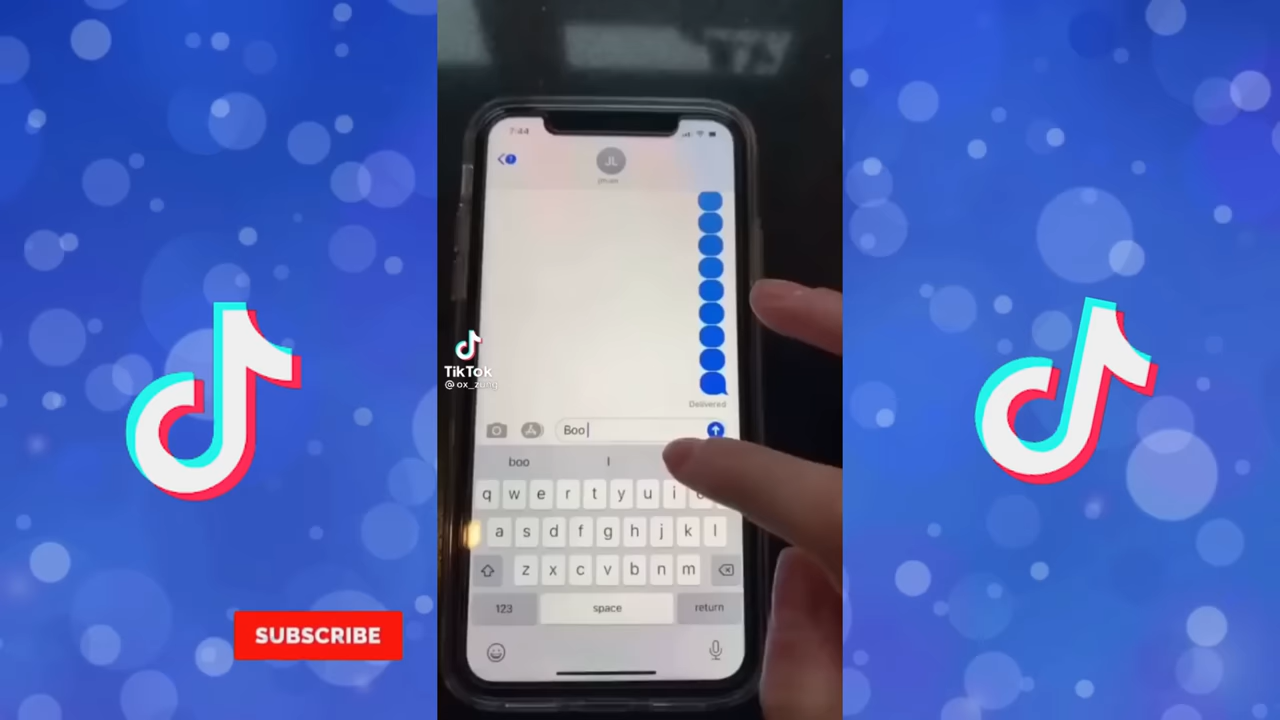 7:44
JL
Delivered
TikTok
Boo
boo
I
q w e r t y u i
a s d f g h j k l
z x c v b n m
123
space
return
SUBSCRIBE